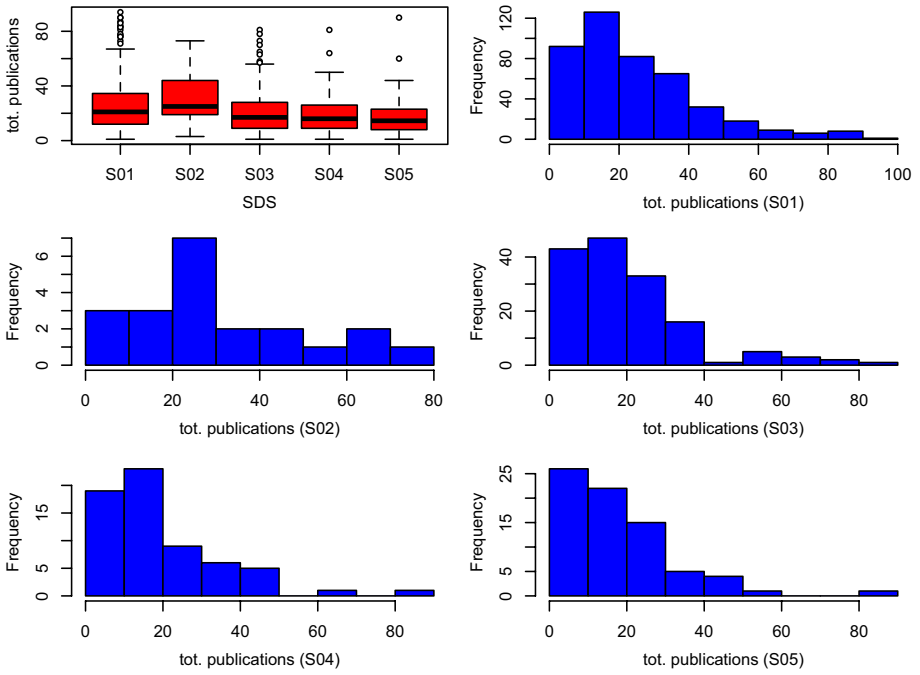 tot. publications
80
40
0
S01 S02 S03 S04 S05
SDS
Frequency
120
80
40
0
0 20 40 60 80 100
tot. publications (S01)
Frequency
6
4
2
0
0 20 40 60 80
tot. publications (S02)
Frequency
40
20
0
0 20 40 60 80
tot. publications (S03)
Frequency
15
5
0
0 20 40 60 80
tot. publications (S04)
Frequency
25
15
5
0
0 20 40 60 80
tot. publications (S05)